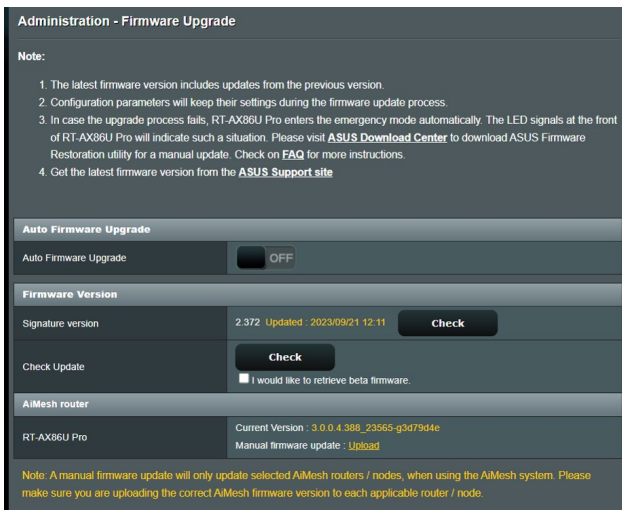 Administration - Firmware Upgrade
Note:
1. The latest firmware version includes updates from the previous version.
2. Configuration parameters will keep their settings during the firmware update process.
3. In case the upgrade process fails, RT-AX86U Pro enters the emergency mode automatically. The LED signals at the front
of RT-AX86U Pro will indicate such a situation. Please visit ASUS Download Center to download ASUS Firmware
Restoration utility for a manual update. Check on FAQ for more instructions.
4. Get the latest firmware version from the ASUS Support site
Auto Firmware Upgrade
Auto Firmware Upgrade OFF
Firmware Version
Signature version 2.372 Updated : 2023/09/21 12:11 Check
Check Update Check
I would like to retrieve beta firmware.
AiMesh router
RT-AX86U Pro Current Version : 3.0.0.4.388_23565-g3d79d4e
Manual firmware update : Upload
Note: A manual firmware update will only update selected AiMesh routers / nodes, when using the AiMesh system. Please
make sure you are uploading the correct AiMesh firmware version to each applicable router / node.